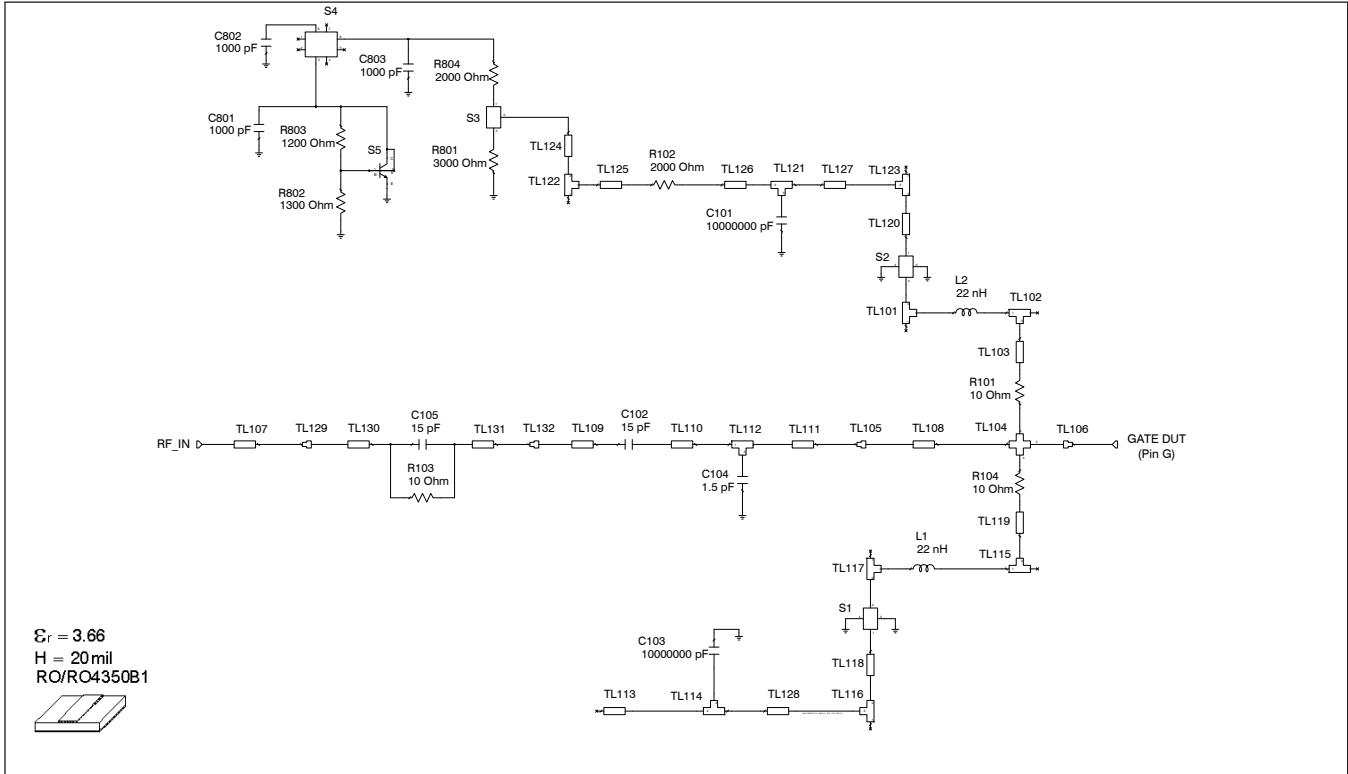 S4
C802
1000 pF
C803
1000 pF
R804
2000 Ohm
C801
1000 pF
R803
1200 Ohm
S5
S3
R801
3000 Ohm
R802
1300 Ohm
TL124
TL122
TL125
R102
2000 Ohm
TL126
TL121
TL127
TL123
C101
10000000 pF
TL120
S2
TL101
L2
22 nH
TL102
TL103
R101
10 Ohm
RF_IN
TL107
TL129
TL130
C105
15 pF
R103
10 Ohm
TL131
TL132
TL109
C102
15 pF
TL110
TL112
C104
1.5 pF
TL111
TL105
TL108
TL104
TL106
GATE DUT
(Pin G)
R104
10 Ohm
TL119
L1
22 nH
TL115
TL117
S1
TL118
C103
10000000 pF
TL113
TL114
TL128
TL116
Ɛr = 3.66
H = 20 mil
RO/RO4350B1